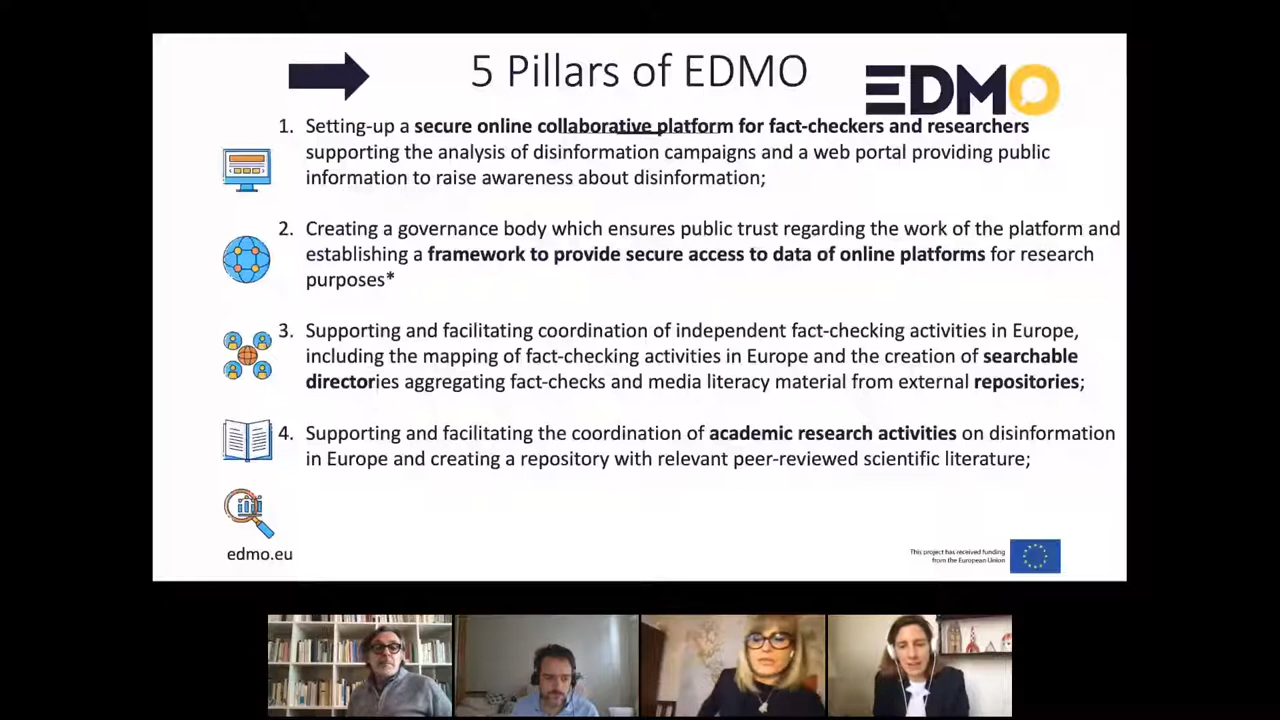 5 Pillars of EDMO
EDMO
1. Setting-up a secure online collaborative platform for fact-checkers and researchers
supporting the analysis of disinformation campaigns and a web portal providing public
information to raise awareness about disinformation;
2. Creating a governance body which ensures public trust regarding the work of the platform and
establishing a framework to provide secure access to data of online platforms for research
purposes*
3. Supporting and facilitating coordination of independent fact-checking activities in Europe,
including the mapping of fact-checking activities in Europe and the creation of searchable
directories aggregating fact-checks and media literacy material from external repositories;
4. Supporting and facilitating the coordination of academic research activities on disinformation
in Europe and creating a repository with relevant peer-reviewed scientific literature;
edmo.eu
This project has received funding
from the European Union